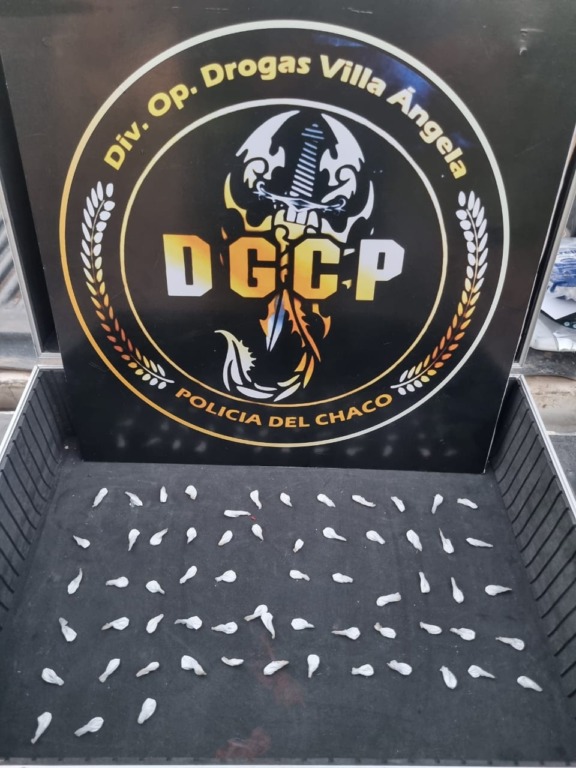 Div. Op. Drogas Villa Ángela
DGCP
POLICIA DEL CHACO